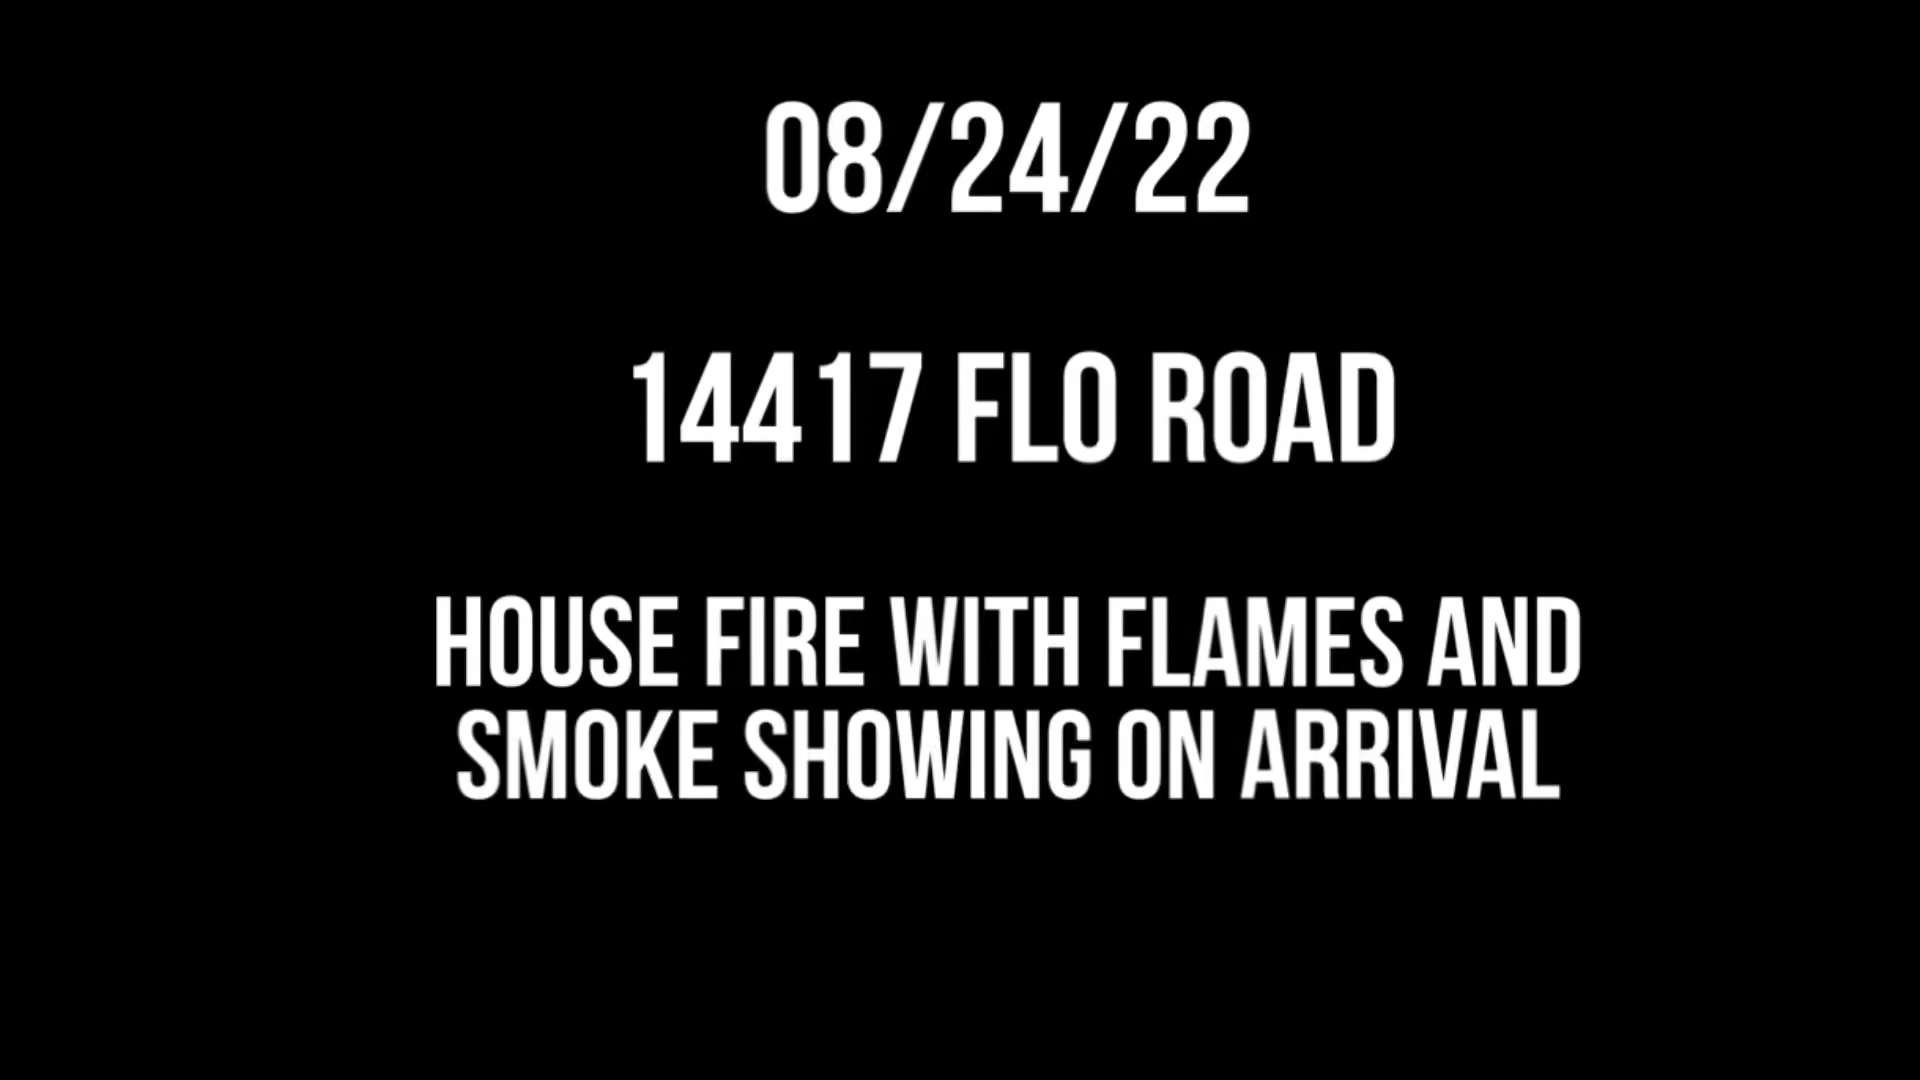 08/24/22
14417 FLO ROAD
HOUSE FIRE WITH FLAMES AND
SMOKE SHOWING ON ARRIVAL